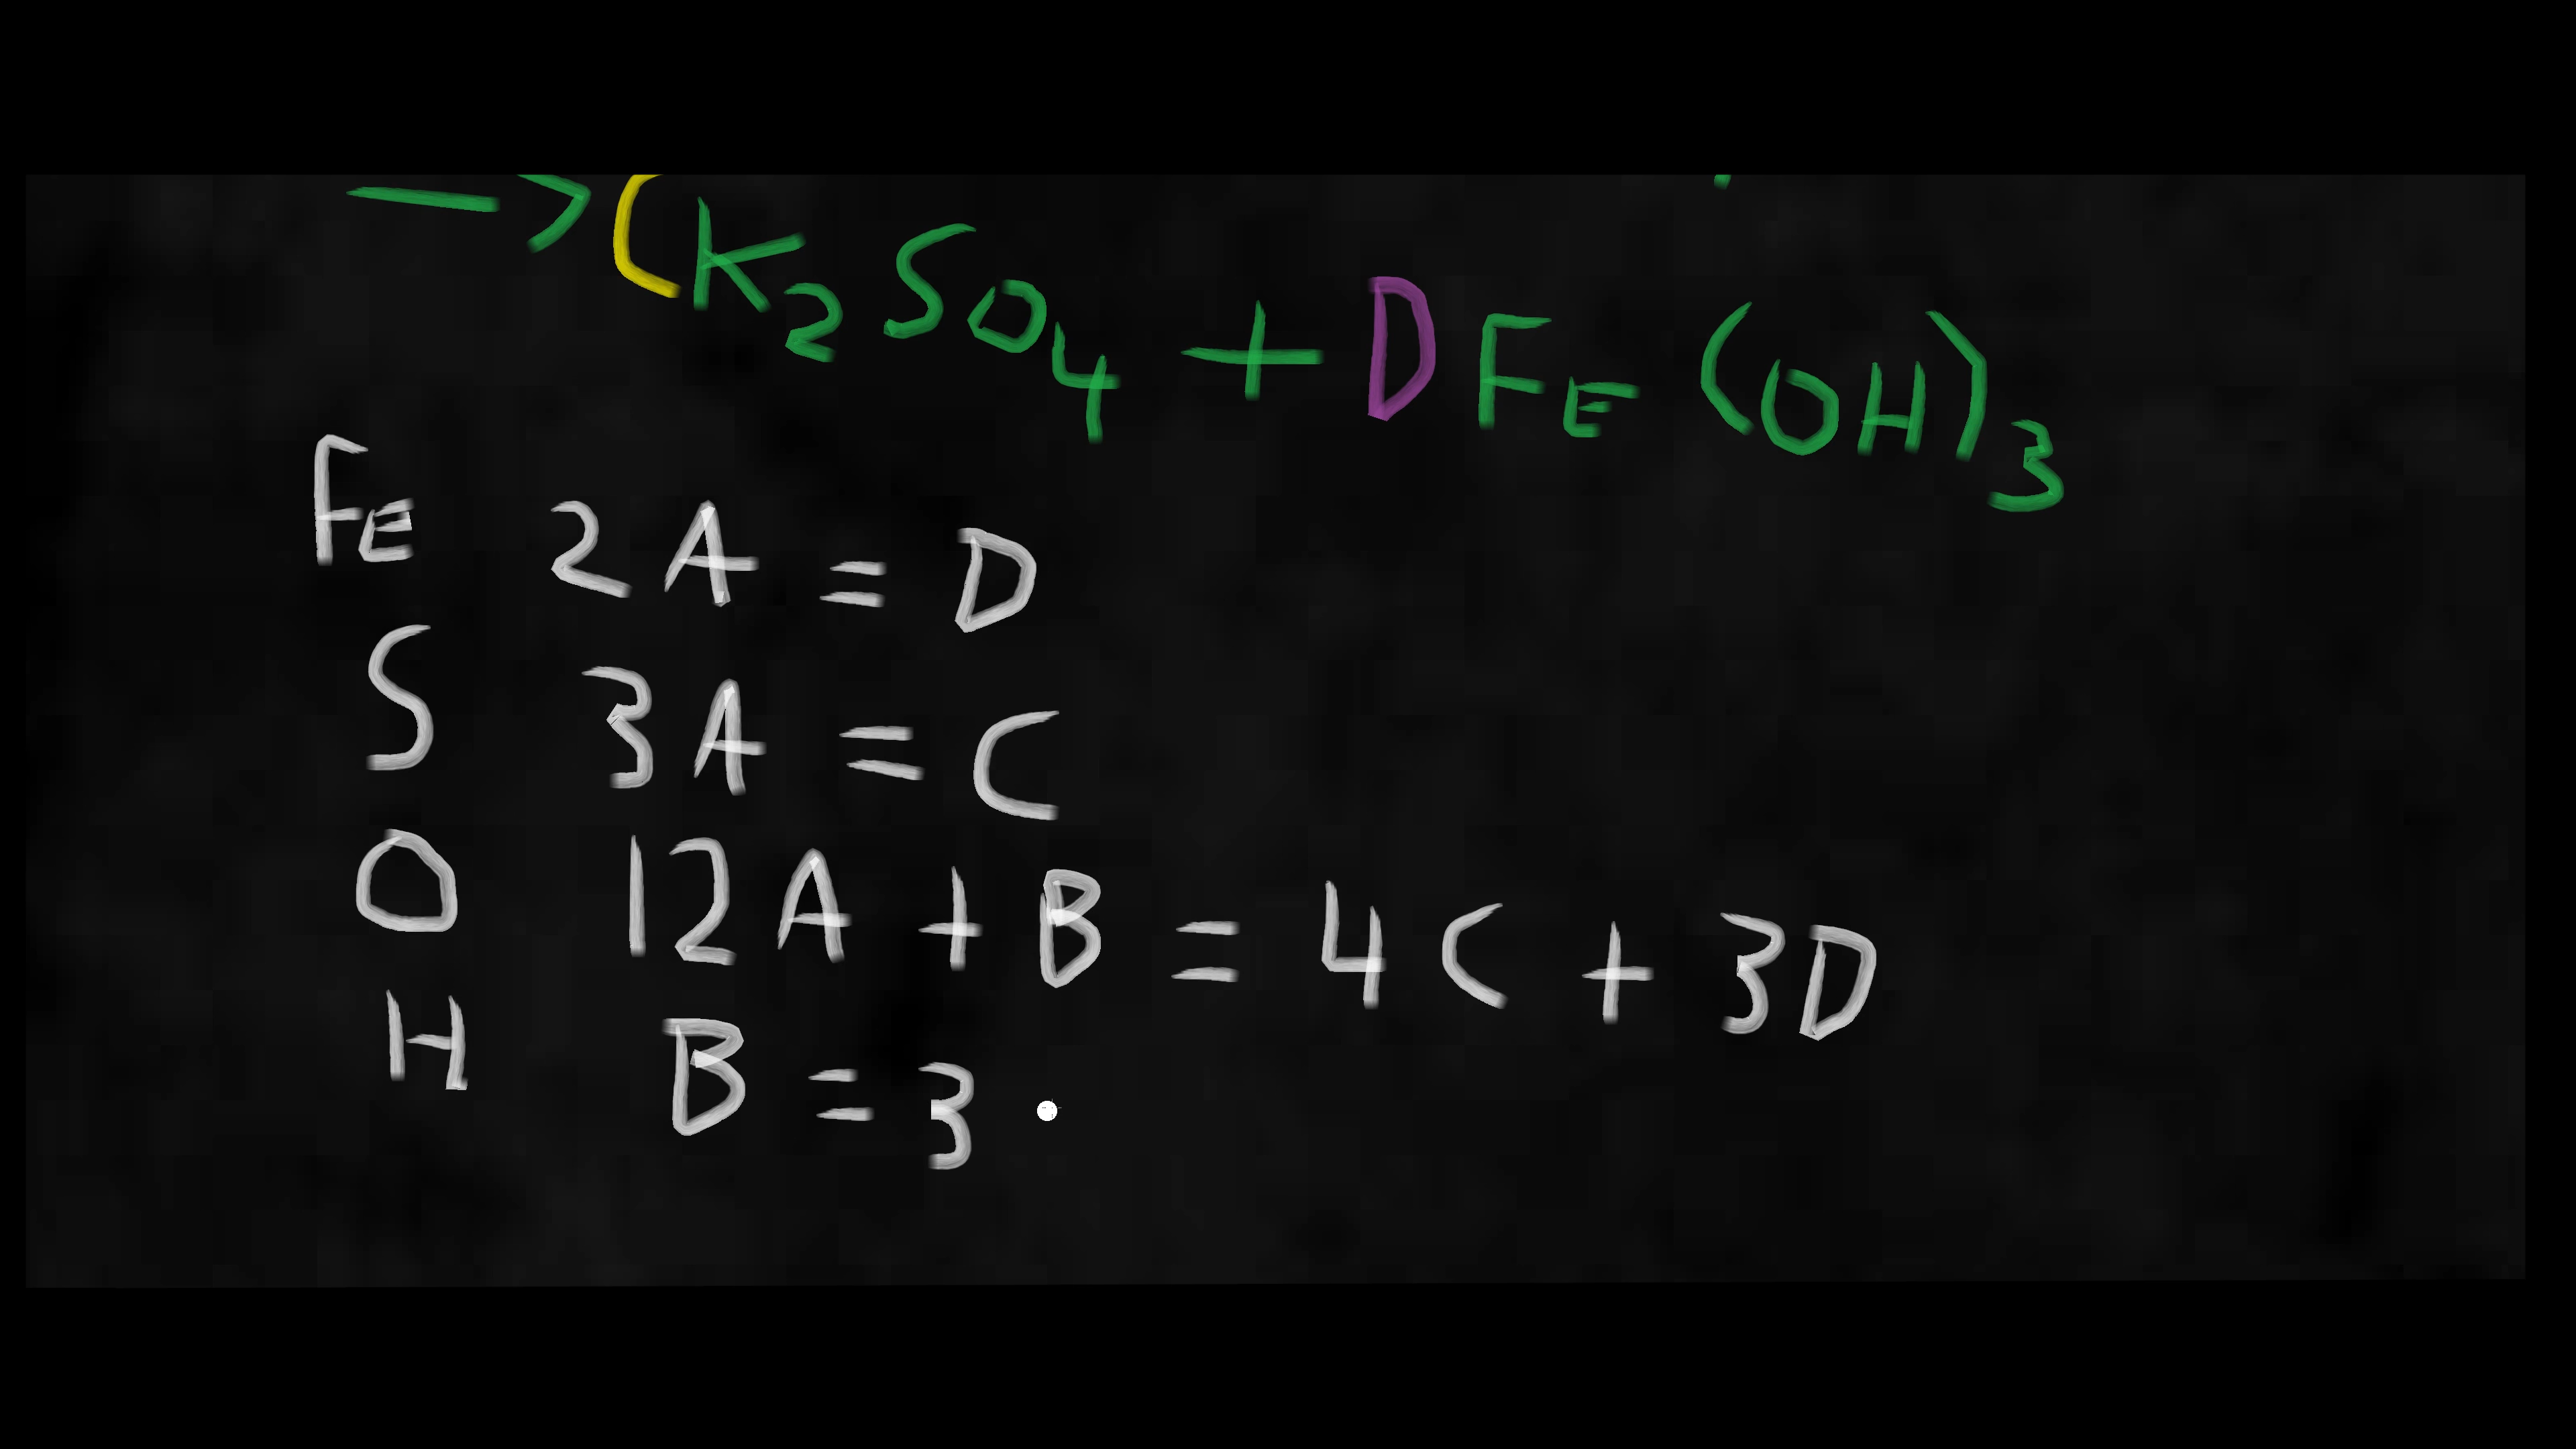 → C K₂SO₄ + D Fe(OH)₃
Fe 2A = D
S 3A = C
O 12A + B = 4C + 3D
H B = 3